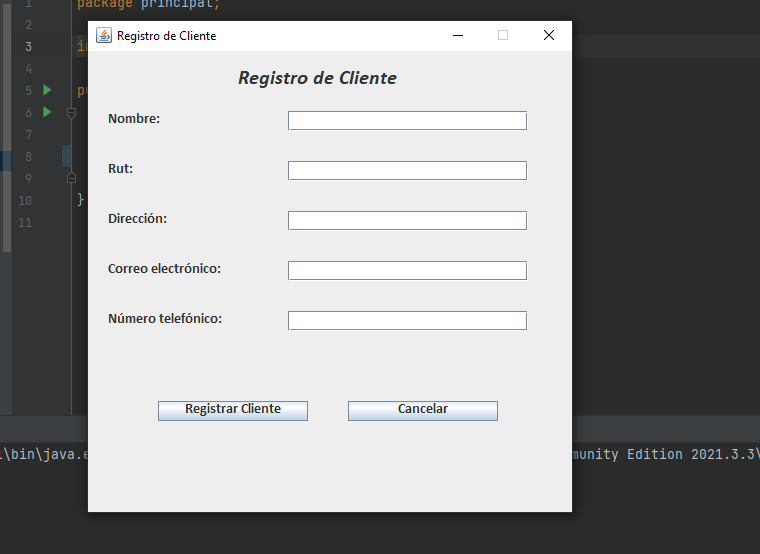 1 package principal;
2
Registro de Cliente
3
4
5
6
7
8
9
10 }
11
Registro de Cliente
Nombre:
Rut:
Dirección:
Correo electrónico:
Número telefónico:
Registrar Cliente Cancelar
\bin\java.e
Edition 2021.3.3\